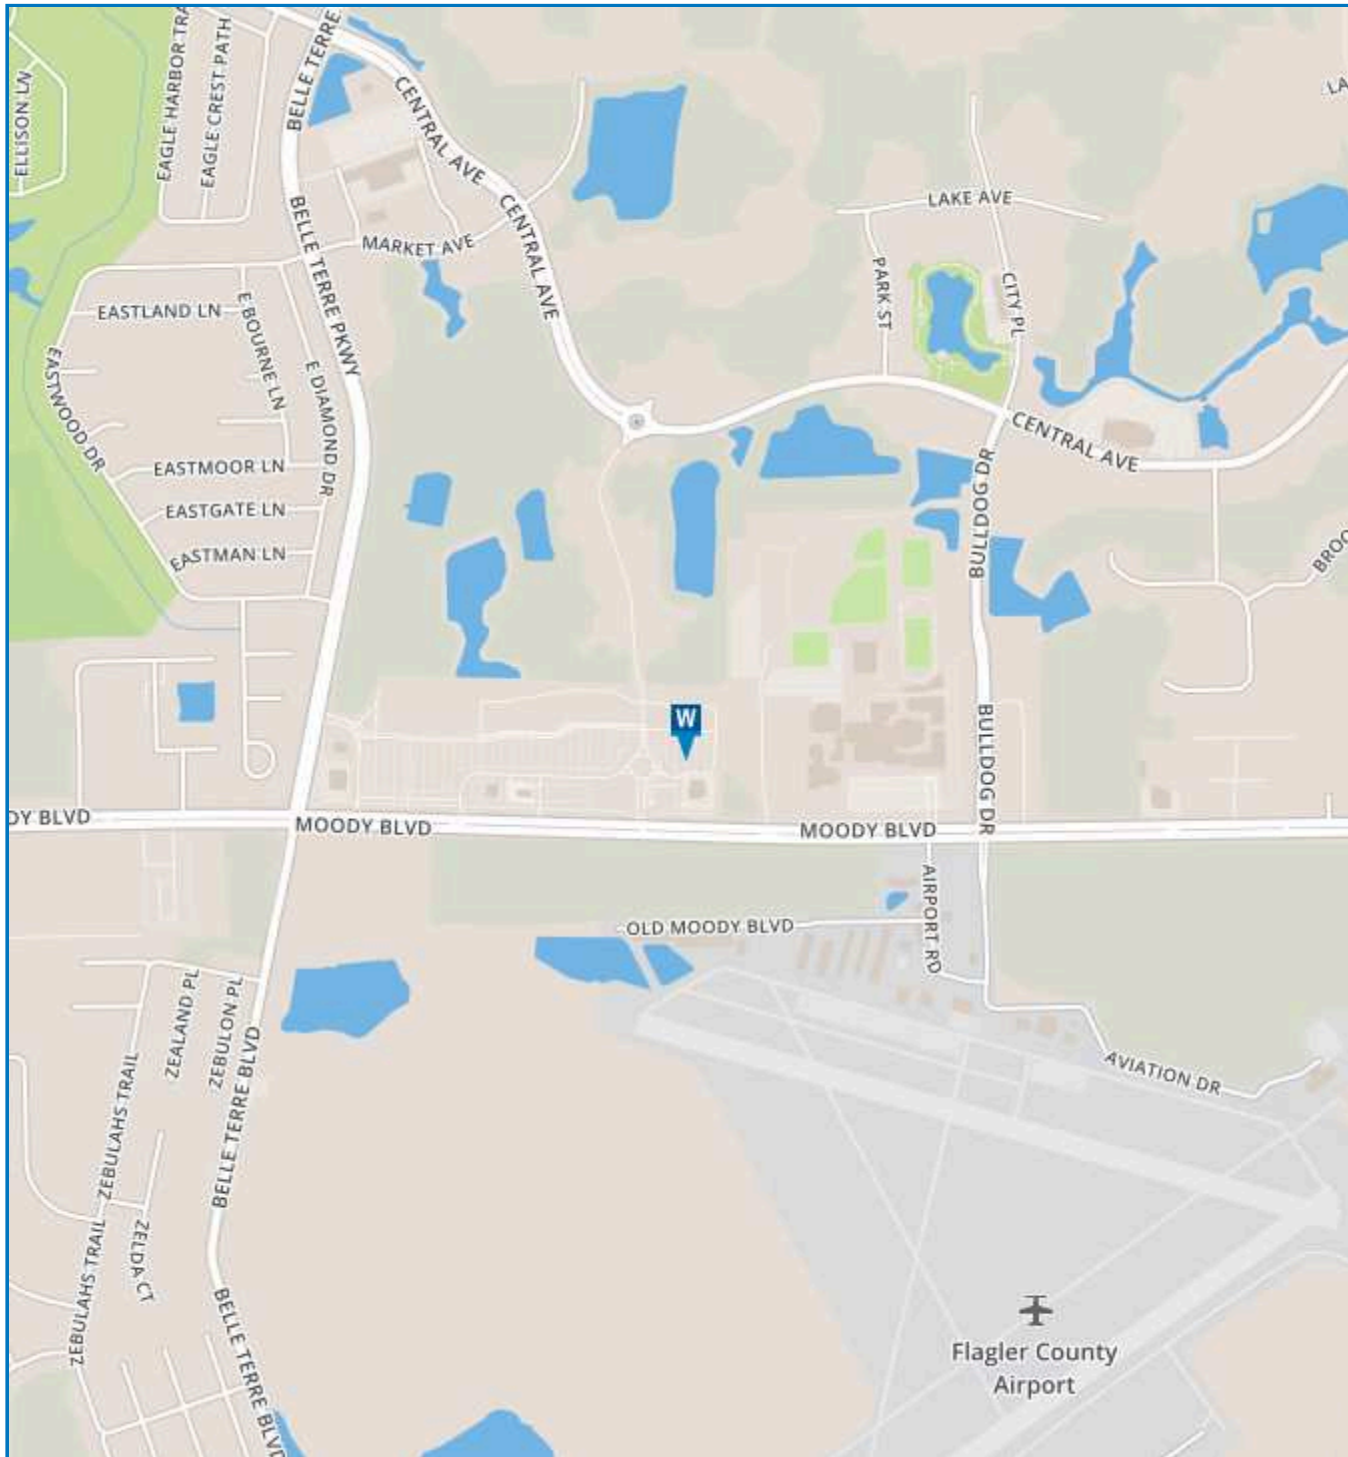 ELLISON LN
EAGLE HARBOR TRA
EAGLE CREST PATH
BELLE TERRE
BELLE TERRE
CENTRAL AVE
CENTRAL AVE
LA
LAKE AVE
MARKET AVE
BELLE TERRE PKWY
PARK ST
CITY PL
EASTLAND LN
E BOURNE LN
E DIAMOND DR
EASTWOOD DR
EASTMOOR LN
EASTGATE LN
EASTMAN LN
CENTRAL AVE
BULLDOG DR
BROO
W
BULLDOG DR
DY BLVD
MOODY BLVD
MOODY BLVD
AIRPORT RD
OLD MOODY BLVD
ZEALAND PL
ZEBULON PL
BELLE TERRE BLVD
ZEBULAHS TRAIL
AVIATION DR
ZEBULAHS TRAIL
ZELDA CT
BELLE TERRE BLVD
Flagler County
Airport